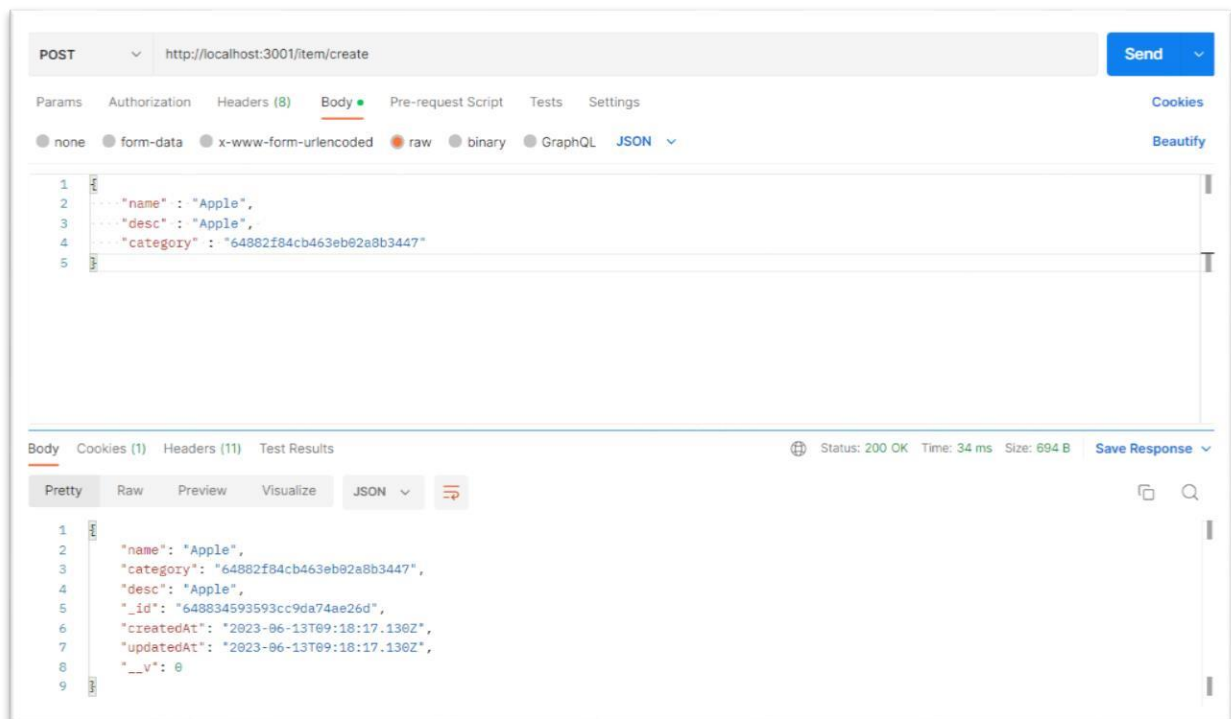 POST http://localhost:3001/item/create Send
Params Authorization Headers (8) Body Pre-request Script Tests Settings Cookies
none form-data x-www-form-urlencoded raw binary GraphQL JSON Beautify
1 {
2 "name" : "Apple",
3 "desc" : "Apple",
4 "category" : "64882f84cb463eb02a8b3447"
5 }
Body Cookies (1) Headers (11) Test Results Status: 200 OK Time: 34 ms Size: 694 B Save Response
Pretty Raw Preview Visualize JSON
1 {
2 "name": "Apple",
3 "category": "64882f84cb463eb02a8b3447",
4 "desc": "Apple",
5 "_id": "648834593593cc9da74ae26d",
6 "createdAt": "2023-06-13T09:18:17.130Z",
7 "updatedAt": "2023-06-13T09:18:17.130Z",
8 "__v": 0
9 }